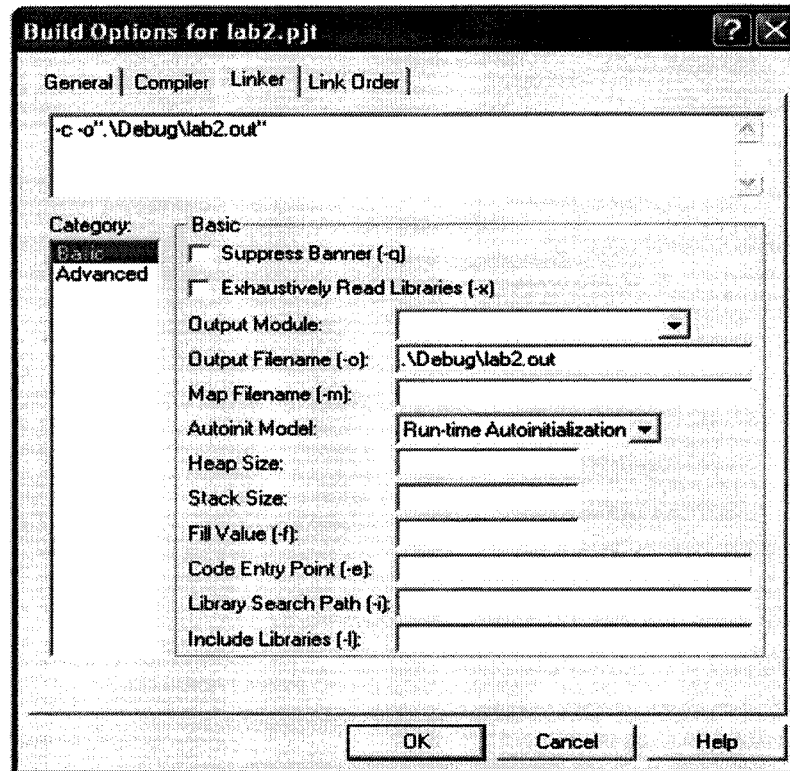 Build Options for lab2.pjt
General Compiler Linker Link Order
-c -o".\Debug\lab2.out"
Category:
Basic
Advanced
Basic
Suppress Banner (-q)
Exhaustively Read Libraries (-x)
Output Module:
Output Filename (-o): .\Debug\lab2.out
Map Filename (-m):
Autoinit Model: Run-time Autoinitialization
Heap Size:
Stack Size:
Fill Value (-f):
Code Entry Point (-e):
Library Search Path (-i):
Include Libraries (-l):
OK Cancel Help